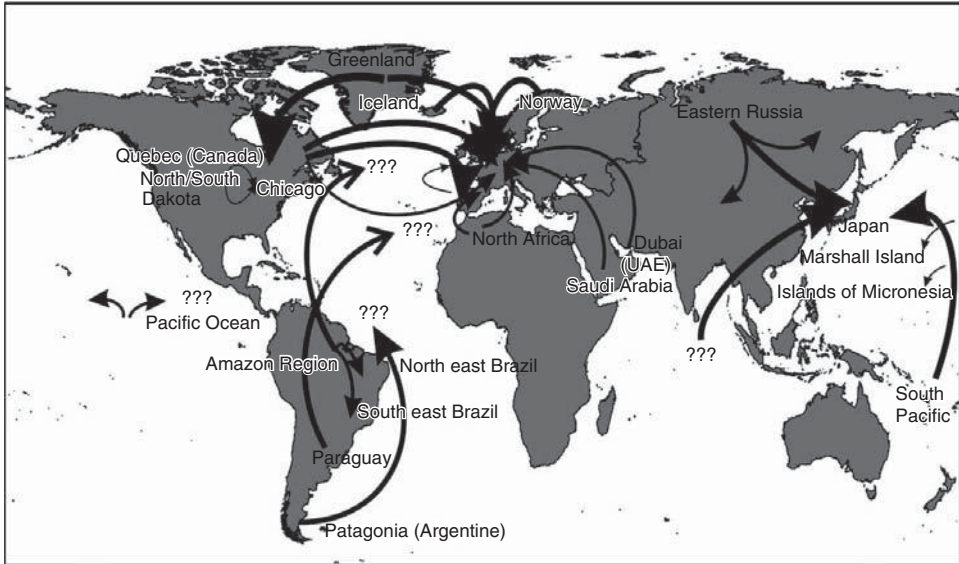 Greenland
Iceland
Norway
Eastern Russia
Quebec (Canada)
North/South
Dakota
Chicago
???
???
North Africa
Dubai
(UAE)
Saudi Arabia
Japan
Marshall Island
Islands of Micronesia
???
Pacific Ocean
???
???
Amazon Region
North east Brazil
South east Brazil
South
Pacific
Paraguay
Patagonia (Argentine)